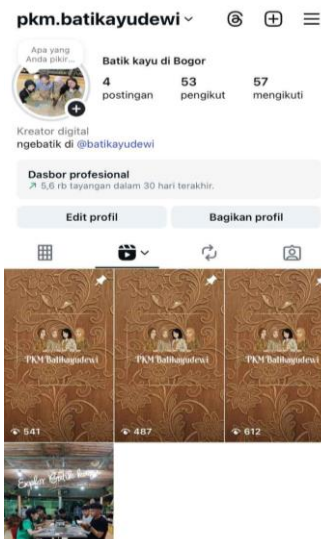 pkm.batikayudewi
Apa yang
Anda pikir...
Batik kayu di Bogor
4
53
57
postingan
pengikut
mengikuti
Kreator digital
ngebatik di @batikayudewi
Dasbor profesional
5,6 rb tayangan dalam 30 hari terakhir.
Edit profil
Bagikan profil
PKM Batikayudewi
PKM Batikayudewi
PKM Batikayudewi
541
487
612